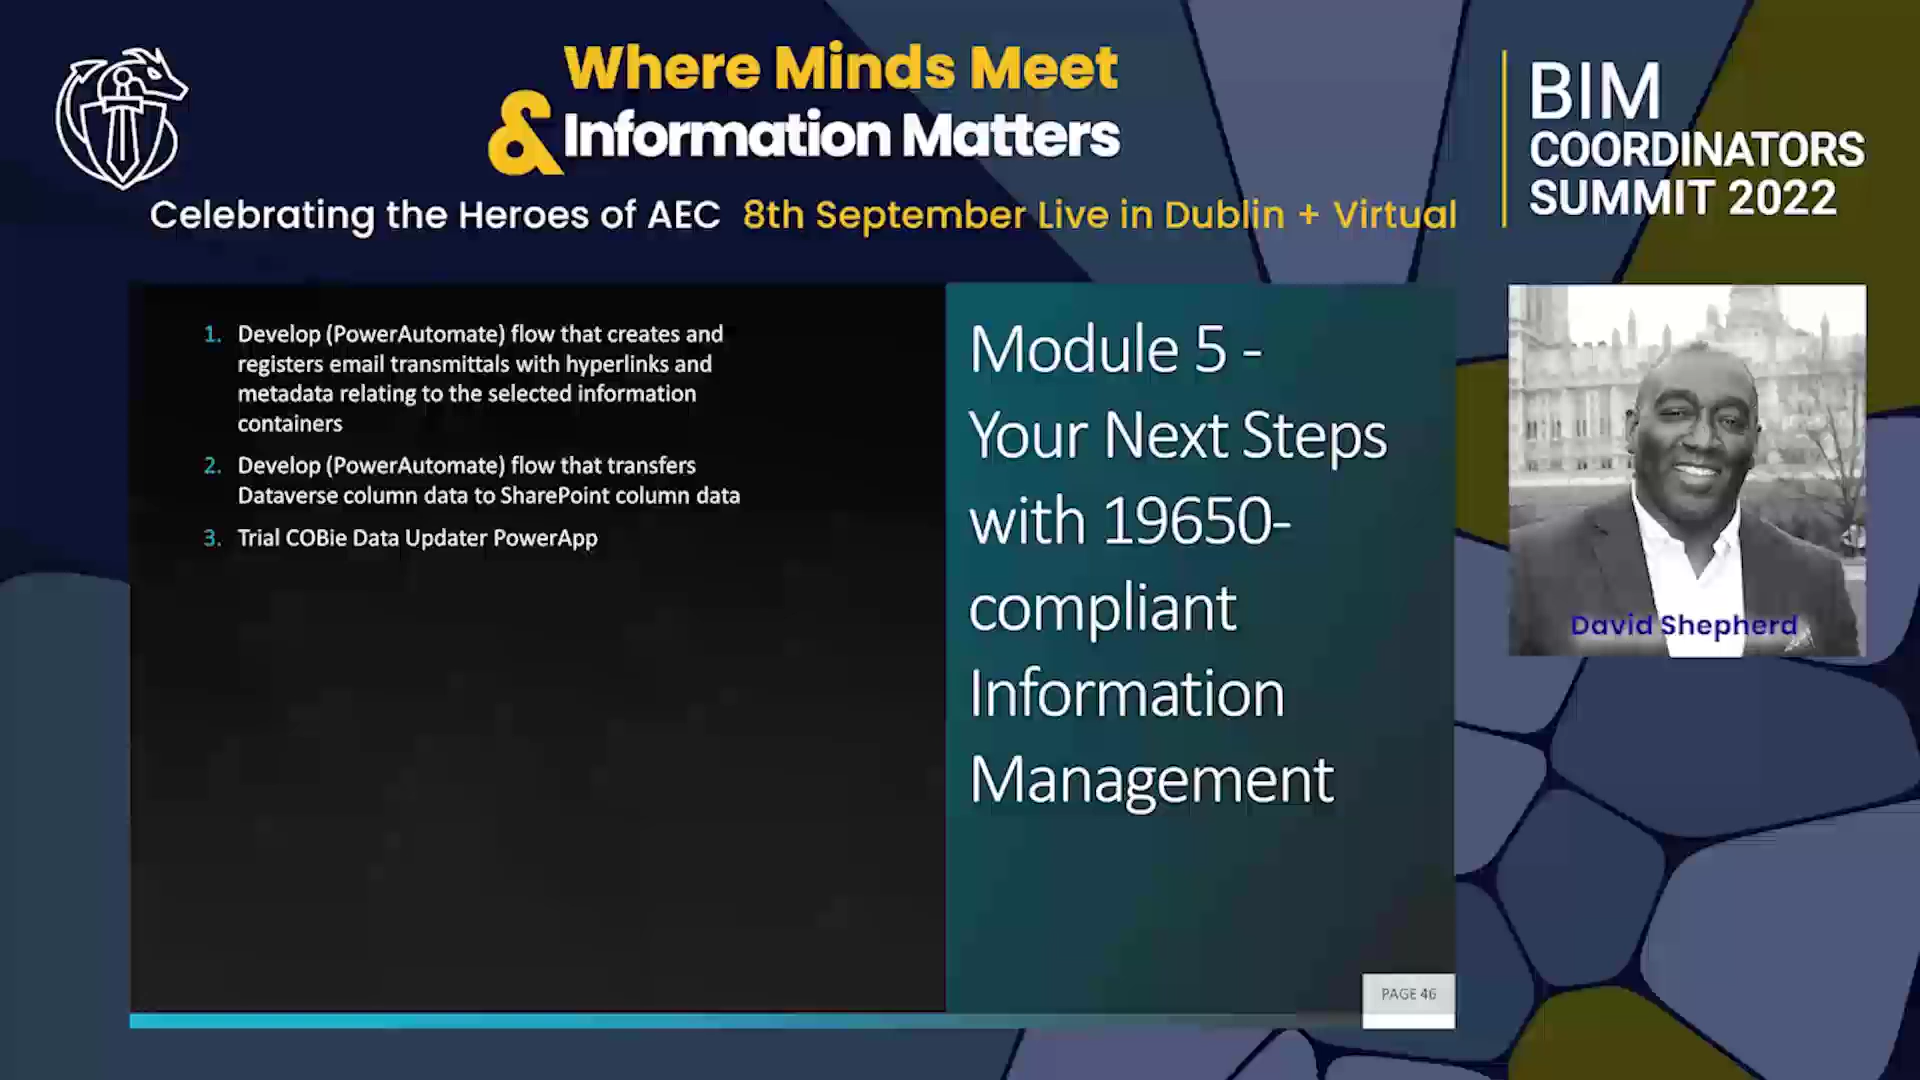 Where Minds Meet
& Information Matters
Celebrating the Heroes of AEC 8th September Live in Dublin + Virtual
BIM
COORDINATORS
SUMMIT 2022
1. Develop (PowerAutomate) flow that creates and
registers email transmittals with hyperlinks and
metadata relating to the selected information
containers
2. Develop (PowerAutomate) flow that transfers
Dataverse column data to SharePoint column data
3. Trial COBie Data Updater PowerApp
Module 5 -
Your Next Steps
with 19650-
compliant
Information
Management
PAGE 46
David Shepherd